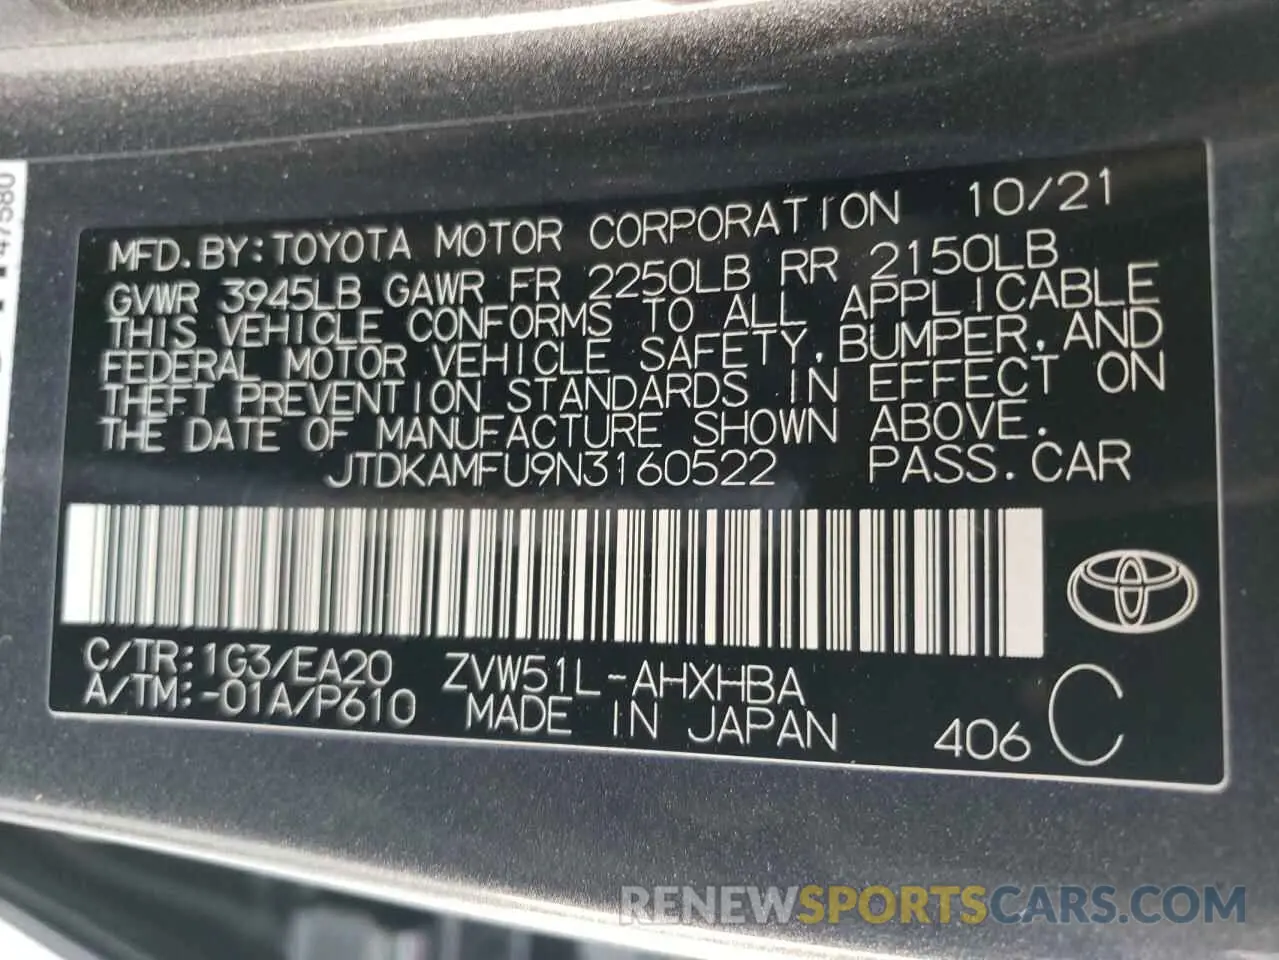 MFD. BY: TOYOTA MOTOR CORPORATION 10/21
GVWR 3945LB GAWR FR 2250LB RR 2150LB
THIS VEHICLE CONFORMS TO ALL APPLICABLE
FEDERAL MOTOR VEHICLE SAFETY, BUMPER, AND
THEFT PREVENTION STANDARDS IN EFFECT ON
THE DATE OF MANUFACTURE SHOWN ABOVE.
JTDKAMFU9N3160522 PASS. CAR
C/TR: 1G3/EA20 ZVW51L-AHXHBA
A/TM: -01A/P610 MADE IN JAPAN 406 C
RENEWSPORTSCARS.COM